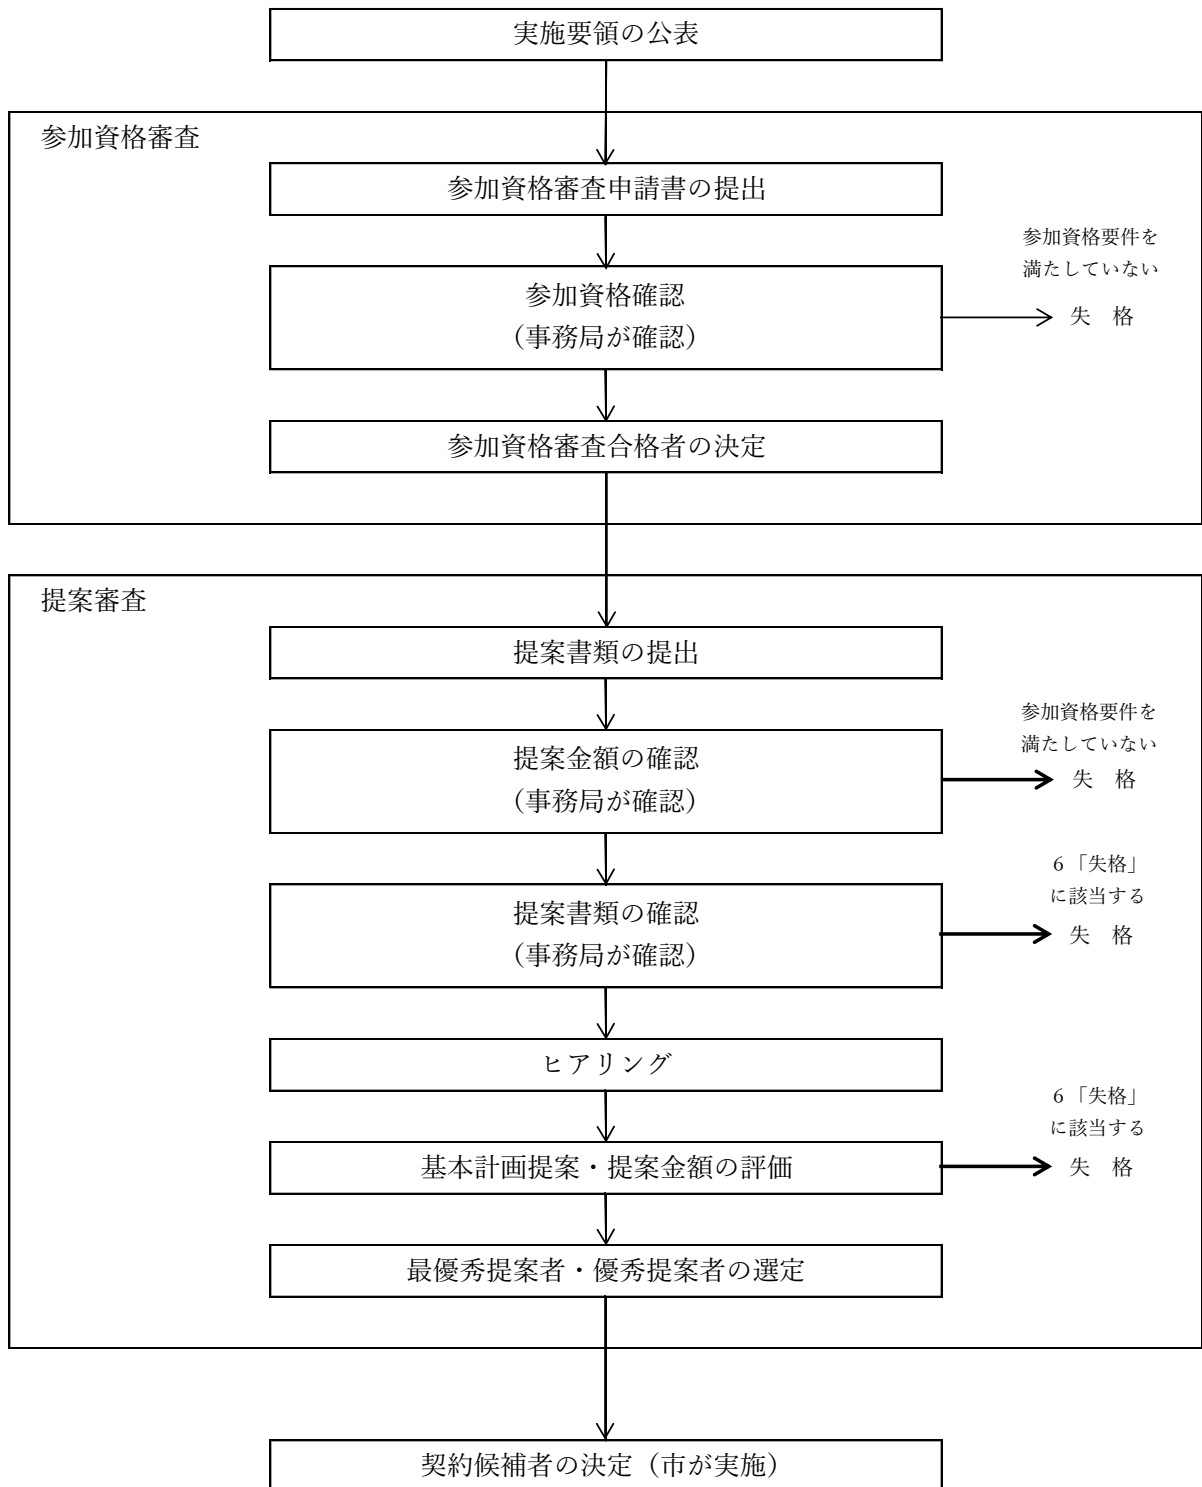 実施要領の公表
参加資格審査
参加資格審査申請書の提出
参加資格要件を
満たしていない
参加資格確認
（事務局が確認）
失　格
参加資格審査合格者の決定
提案審査
提案書類の提出
参加資格要件を
満たしていない
提案金額の確認
（事務局が確認）
失　格
６「失格」
に該当する
提案書類の確認
（事務局が確認）
失　格
ヒアリング
６「失格」
に該当する
基本計画提案・提案金額の評価
失　格
最優秀提案者・優秀提案者の選定
契約候補者の決定（市が実施）